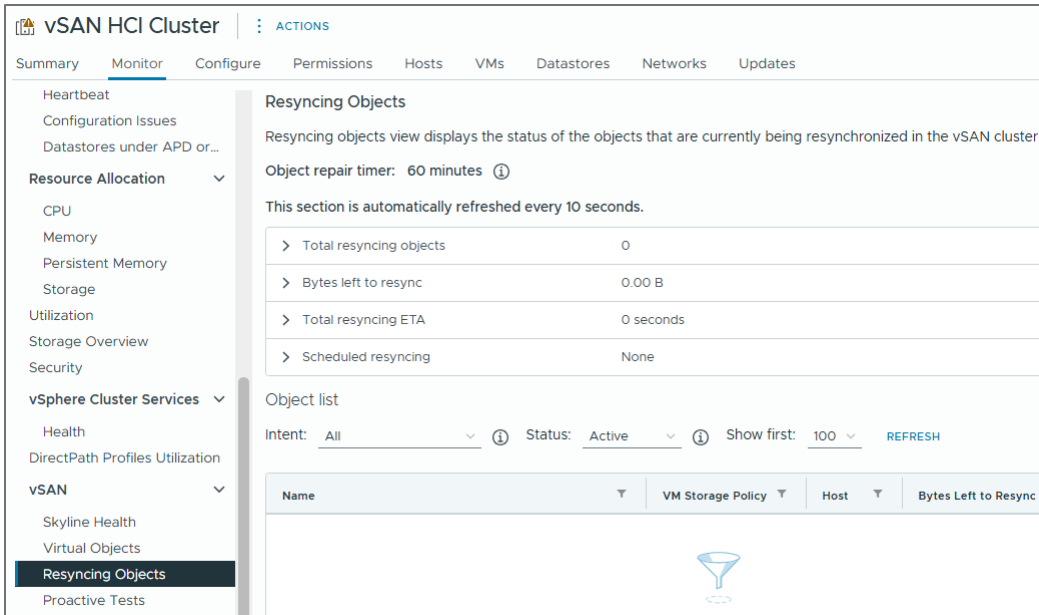 vSAN HCI Cluster ACTIONS
Summary Monitor Configure Permissions Hosts VMs Datastores Networks Updates
Heartbeat
Configuration Issues
Datastores under APD or...
Resource Allocation
CPU
Memory
Persistent Memory
Storage
Utilization
Storage Overview
Security
vSphere Cluster Services
Health
DirectPath Profiles Utilization
vSAN
Skyline Health
Virtual Objects
Resyncing Objects
Proactive Tests
Resyncing Objects
Resyncing objects view displays the status of the objects that are currently being resynchronized in the vSAN cluster
Object repair timer: 60 minutes
This section is automatically refreshed every 10 seconds.
Total resyncing objects 0
Bytes left to resync 0.00 B
Total resyncing ETA 0 seconds
Scheduled resyncing None
Object list
Intent: All Status: Active Show first: 100 REFRESH
Name VM Storage Policy Host Bytes Left to Resync